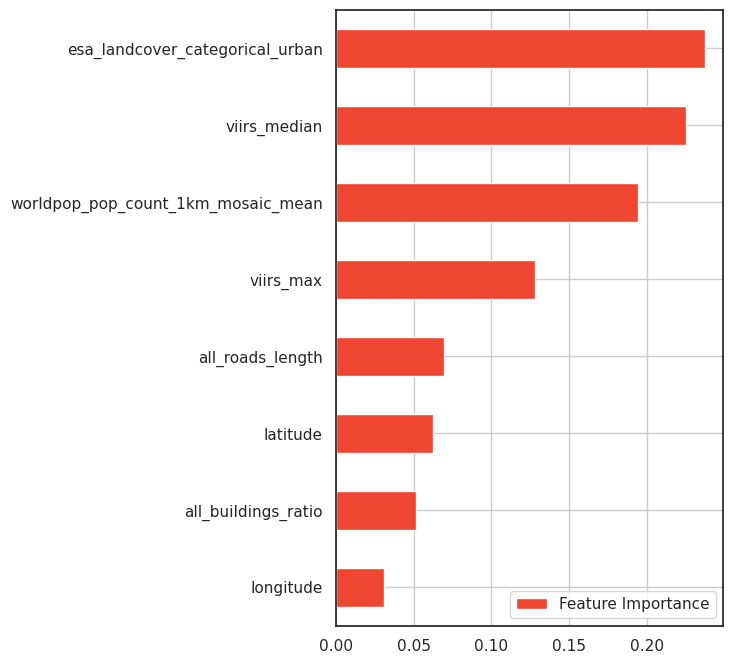 esa_landcover_categorical_urban
viirs_median
worldpop_pop_count_1km_mosaic_mean
viirs_max
all_roads_length
latitude
all_buildings_ratio
longitude
Feature Importance
0.00 0.05 0.10 0.15 0.20